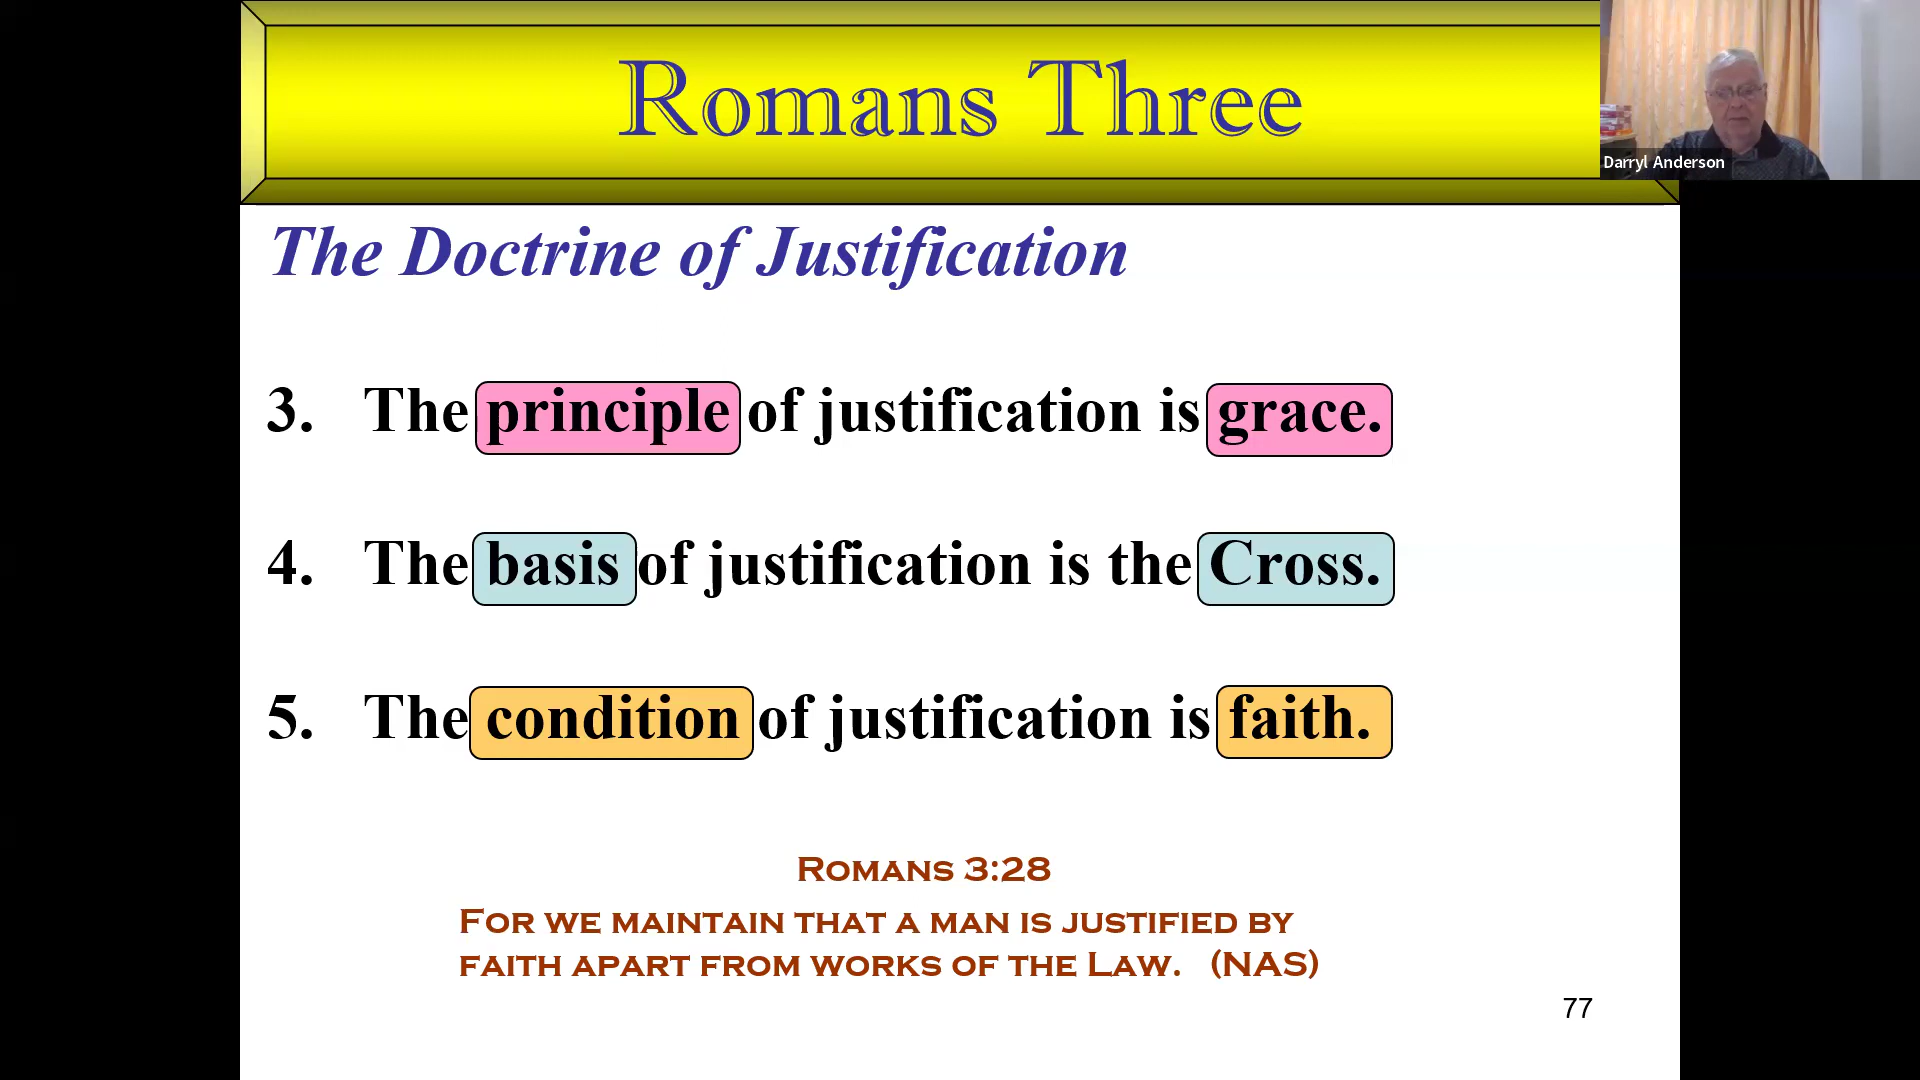 Romans Three
Darryl Anderson
The Doctrine of Justification
3. The principle of justification is grace.
4. The basis of justification is the Cross.
5. The condition of justification is faith.
Romans 3:28
For we maintain that a man is justified by
faith apart from works of the Law. (NAS)
77